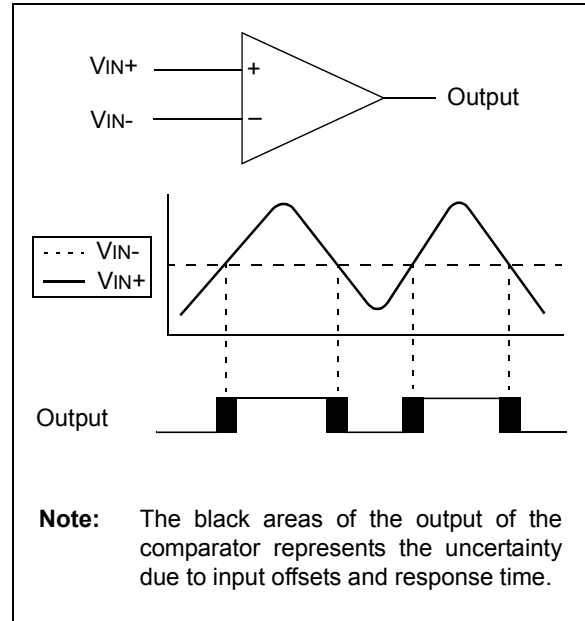 VIN+
+
Output
VIN-
–
VIN-
VIN+
Output
Note: The black areas of the output of the
comparator represents the uncertainty
due to input offsets and response time.